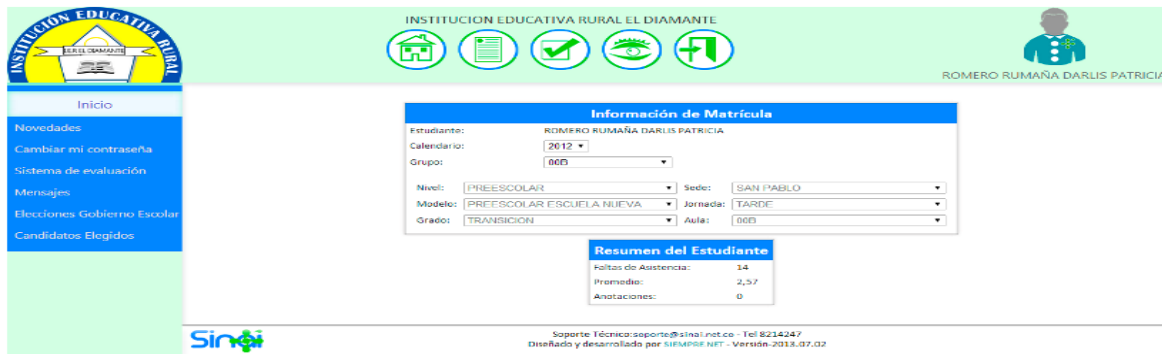 INSTITUCIÓN EDUCATIVA RURAL
I.E.R EL DIAMANTE
INSTITUCION EDUCATIVA RURAL EL DIAMANTE
ROMERO RUMAÑA DARLIS PATRICIA
Inicio
Novedades
Cambiar mi contraseña
Sistema de evaluación
Mensajes
Elecciones Gobierno Escolar
Candidatos Elegidos
Información de Matrícula
Estudiante: ROMERO RUMAÑA DARLIS PATRICIA
Calendario: 2012
Grupo: 00B
Nivel: PREESCOLAR Sede: SAN PABLO
Modelo: PREESCOLAR ESCUELA NUEVA Jornada: TARDE
Grado: TRANSICION Aula: 00B
Resumen del Estudiante
Faltas de Asistencia: 14
Promedio: 2,57
Anotaciones: 0
Sinai
Soporte Técnico:soporte@sinai.net.co - Tel 8214247
Diseñado y desarrollado por SIEMPRE.NET - Versión-2013.07.02